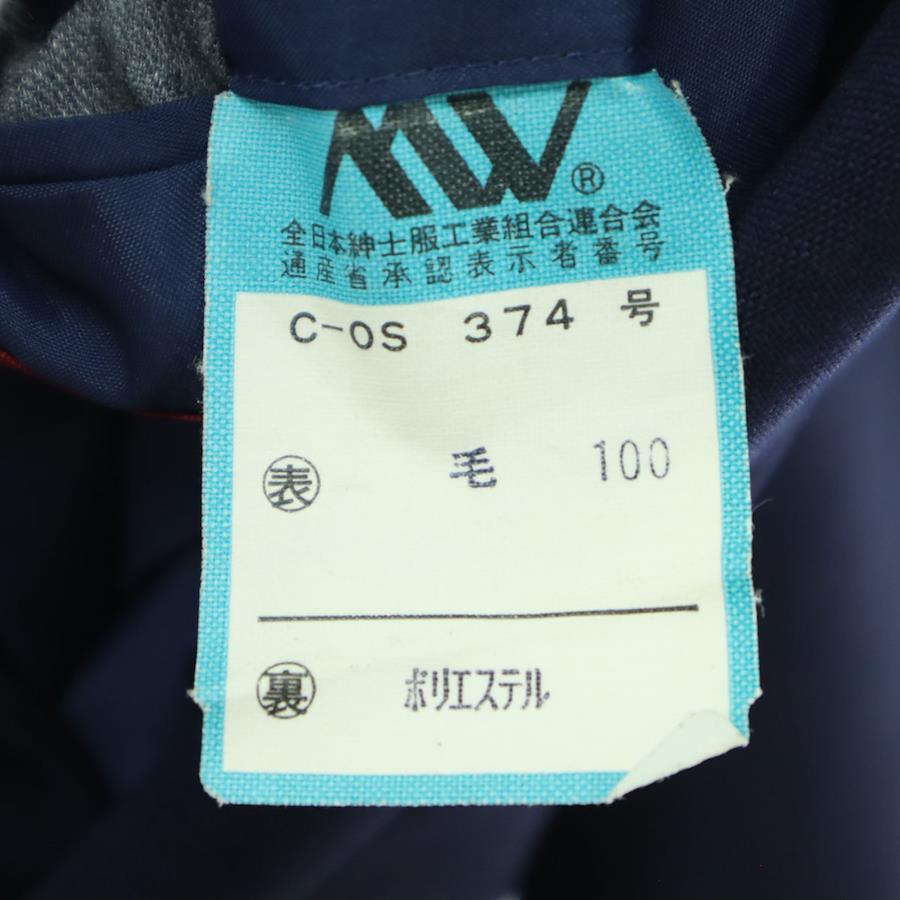 MW®
全日本紳士服工業組合連合会
通産省承認表示者番号
C-OS 374 号
表 毛 100
裏 ポリエステル